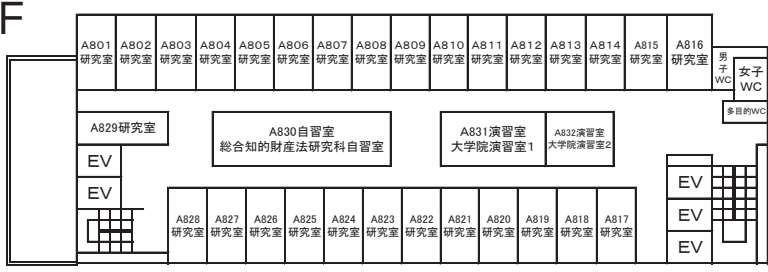 F
A801
研究室
A802
研究室
A803
研究室
A804
研究室
A805
研究室
A806
研究室
A807
研究室
A808
研究室
A809
研究室
A810
研究室
A811
研究室
A812
研究室
A813
研究室
A814
研究室
A815
研究室
A816
研究室
男子WC
女子
WC
多目的WC
A829研究室
A830自習室
総合知的財産法研究科自習室
A831演習室
大学院演習室1
A832演習室
大学院演習室2
EV
EV
EV
EV
EV
A828
研究室
A827
研究室
A826
研究室
A825
研究室
A824
研究室
A823
研究室
A822
研究室
A821
研究室
A820
研究室
A819
研究室
A818
研究室
A817
研究室